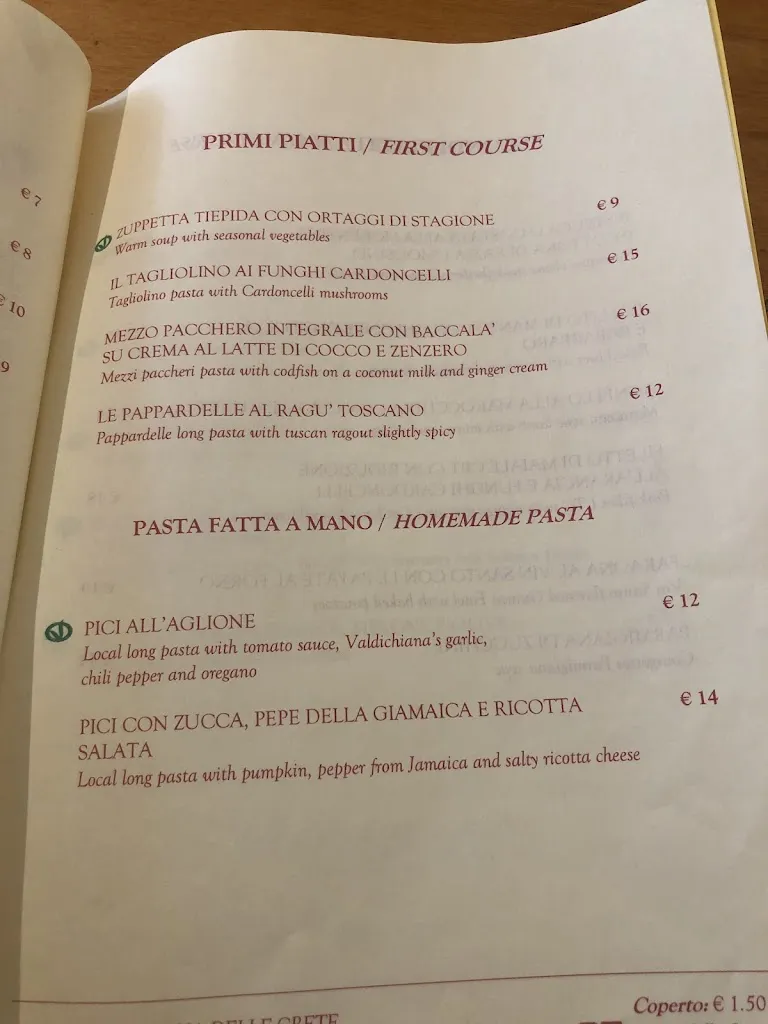 € 7
€ 8
€ 10
9
PRIMI PIATTI / FIRST COURSE
ZUPPETTA TIEPIDA CON ORTAGGI DI STAGIONE € 9
Warm soup with seasonal vegetables
IL TAGLIOLINO AI FUNGHI CARDONCELLI € 15
Tagliolino pasta with Cardoncelli mushrooms
MEZZO PACCHERO INTEGRALE CON BACCALA' € 16
SU CREMA AL LATTE DI COCCO E ZENZERO
Mezzi paccheri pasta with codfish on a coconut milk and ginger cream
LE PAPPARDELLE AL RAGU' TOSCANO € 12
Pappardelle long pasta with tuscan ragout slightly spicy
PASTA FATTA A MANO / HOMEMADE PASTA
PICI ALL'AGLIONE € 12
Local long pasta with tomato sauce, Valdichiana's garlic,
chili pepper and oregano
PICI CON ZUCCA, PEPE DELLA GIAMAICA E RICOTTA € 14
SALATA
Local long pasta with pumpkin, pepper from Jamaica and salty ricotta cheese
Coperto: € 1.50
DELLE CRETE